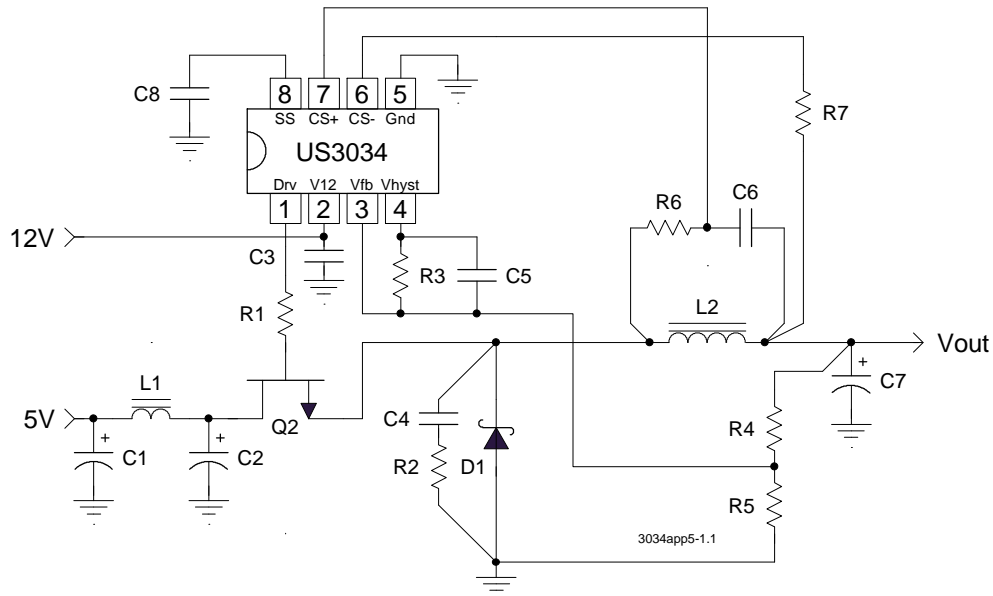 C8
8 7 6 5
SS CS+ CS- Gnd
R7
US3034
Drv V12 Vfb Vhyst
1 2 3 4
R6 C6
12V
C3
R3 C5
R1
L2
Vout
L1
C7
5V
Q2
C4
R4
C1 C2
R2 D1
R5
3034app5-1.1
+
+
+